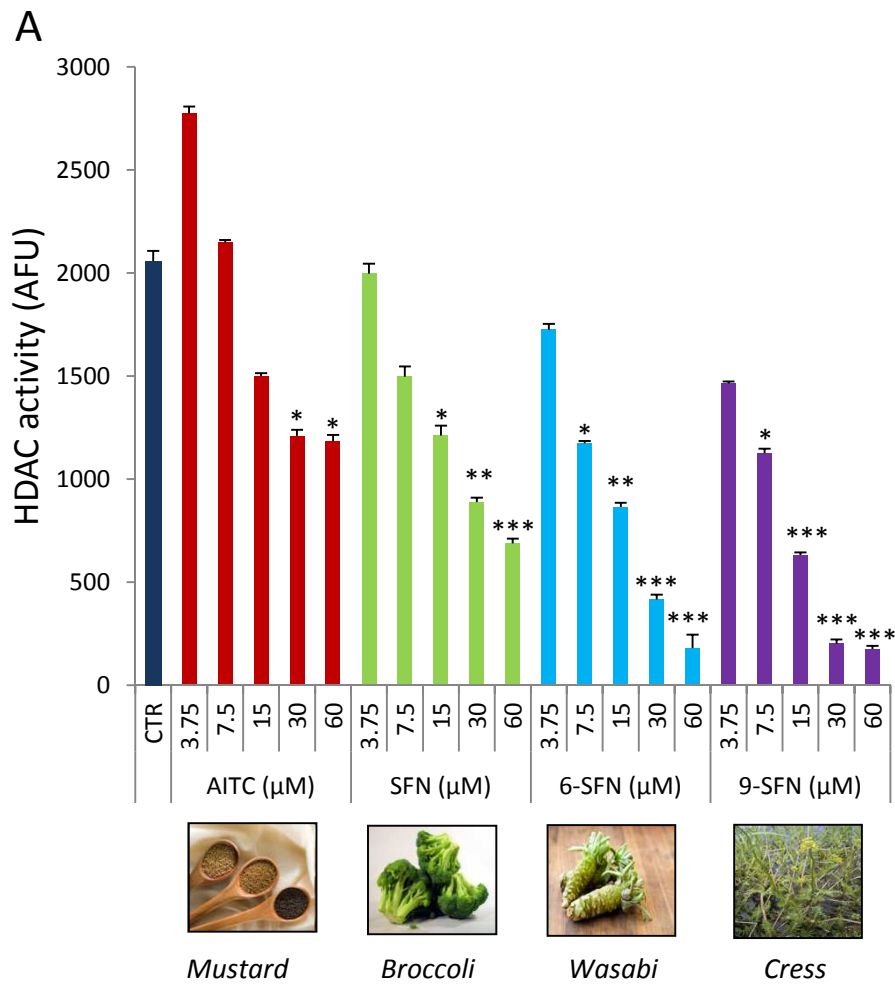 A
3000
2500
2000
1500
1000
500
0
HDAC activity (AFU)
* *
* ** ***
* ** *** ***
* *** *** ***
CTR 3.75 7.5 15 30 60 3.75 7.5 15 30 60 3.75 7.5 15 30 60 3.75 7.5 15 30 60
AITC (μM) SFN (μM) 6-SFN (μM) 9-SFN (μM)
Mustard Broccoli Wasabi Cress